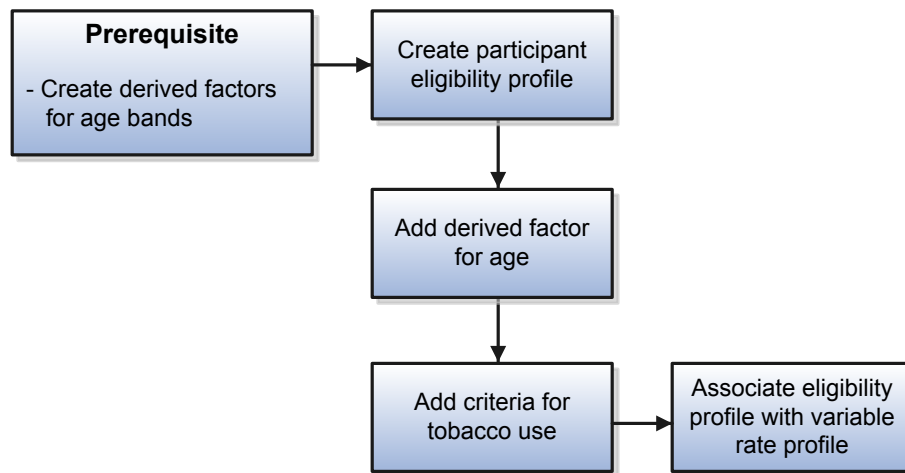 Prerequisite
- Create derived factors
for age bands
Create participant
eligibility profile
Add derived factor
for age
Add criteria for
tobacco use
Associate eligibility
profile with variable
rate profile